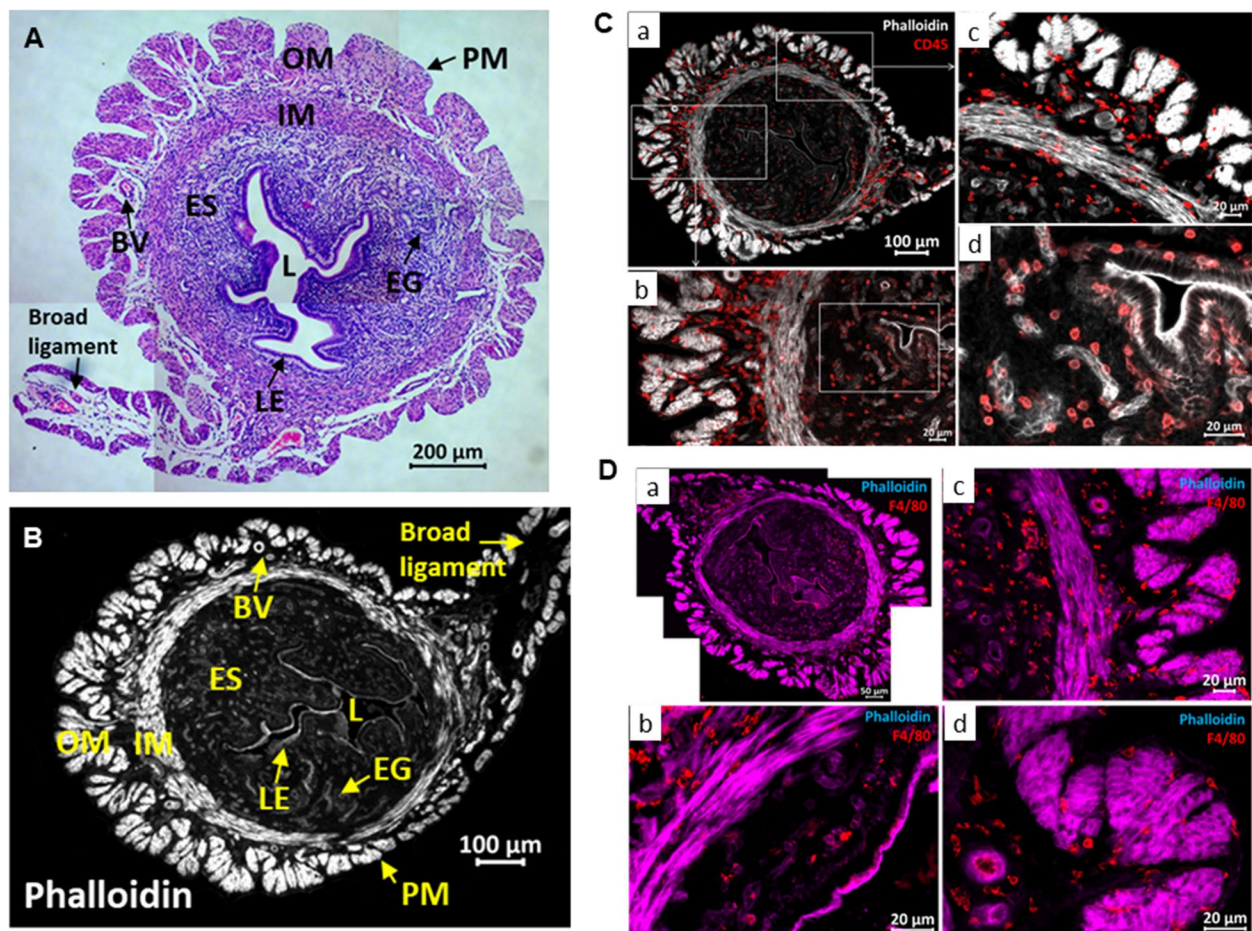 A
OM
PM
IM
ES
BV
L
EG
Broad
ligament
LE
200 µm
B
Broad
ligament
BV
ES
L
OM
IM
EG
LE
100 µm
Phalloidin
PM
C
a
Phalloidin
CD45
100 µm
c
20 µm
b
20 µm
d
20 µm
D
a
Phalloidin
F4/80
50 µm
c
Phalloidin
F4/80
20 µm
b
Phalloidin
F4/80
20 µm
d
Phalloidin
F4/80
20 µm